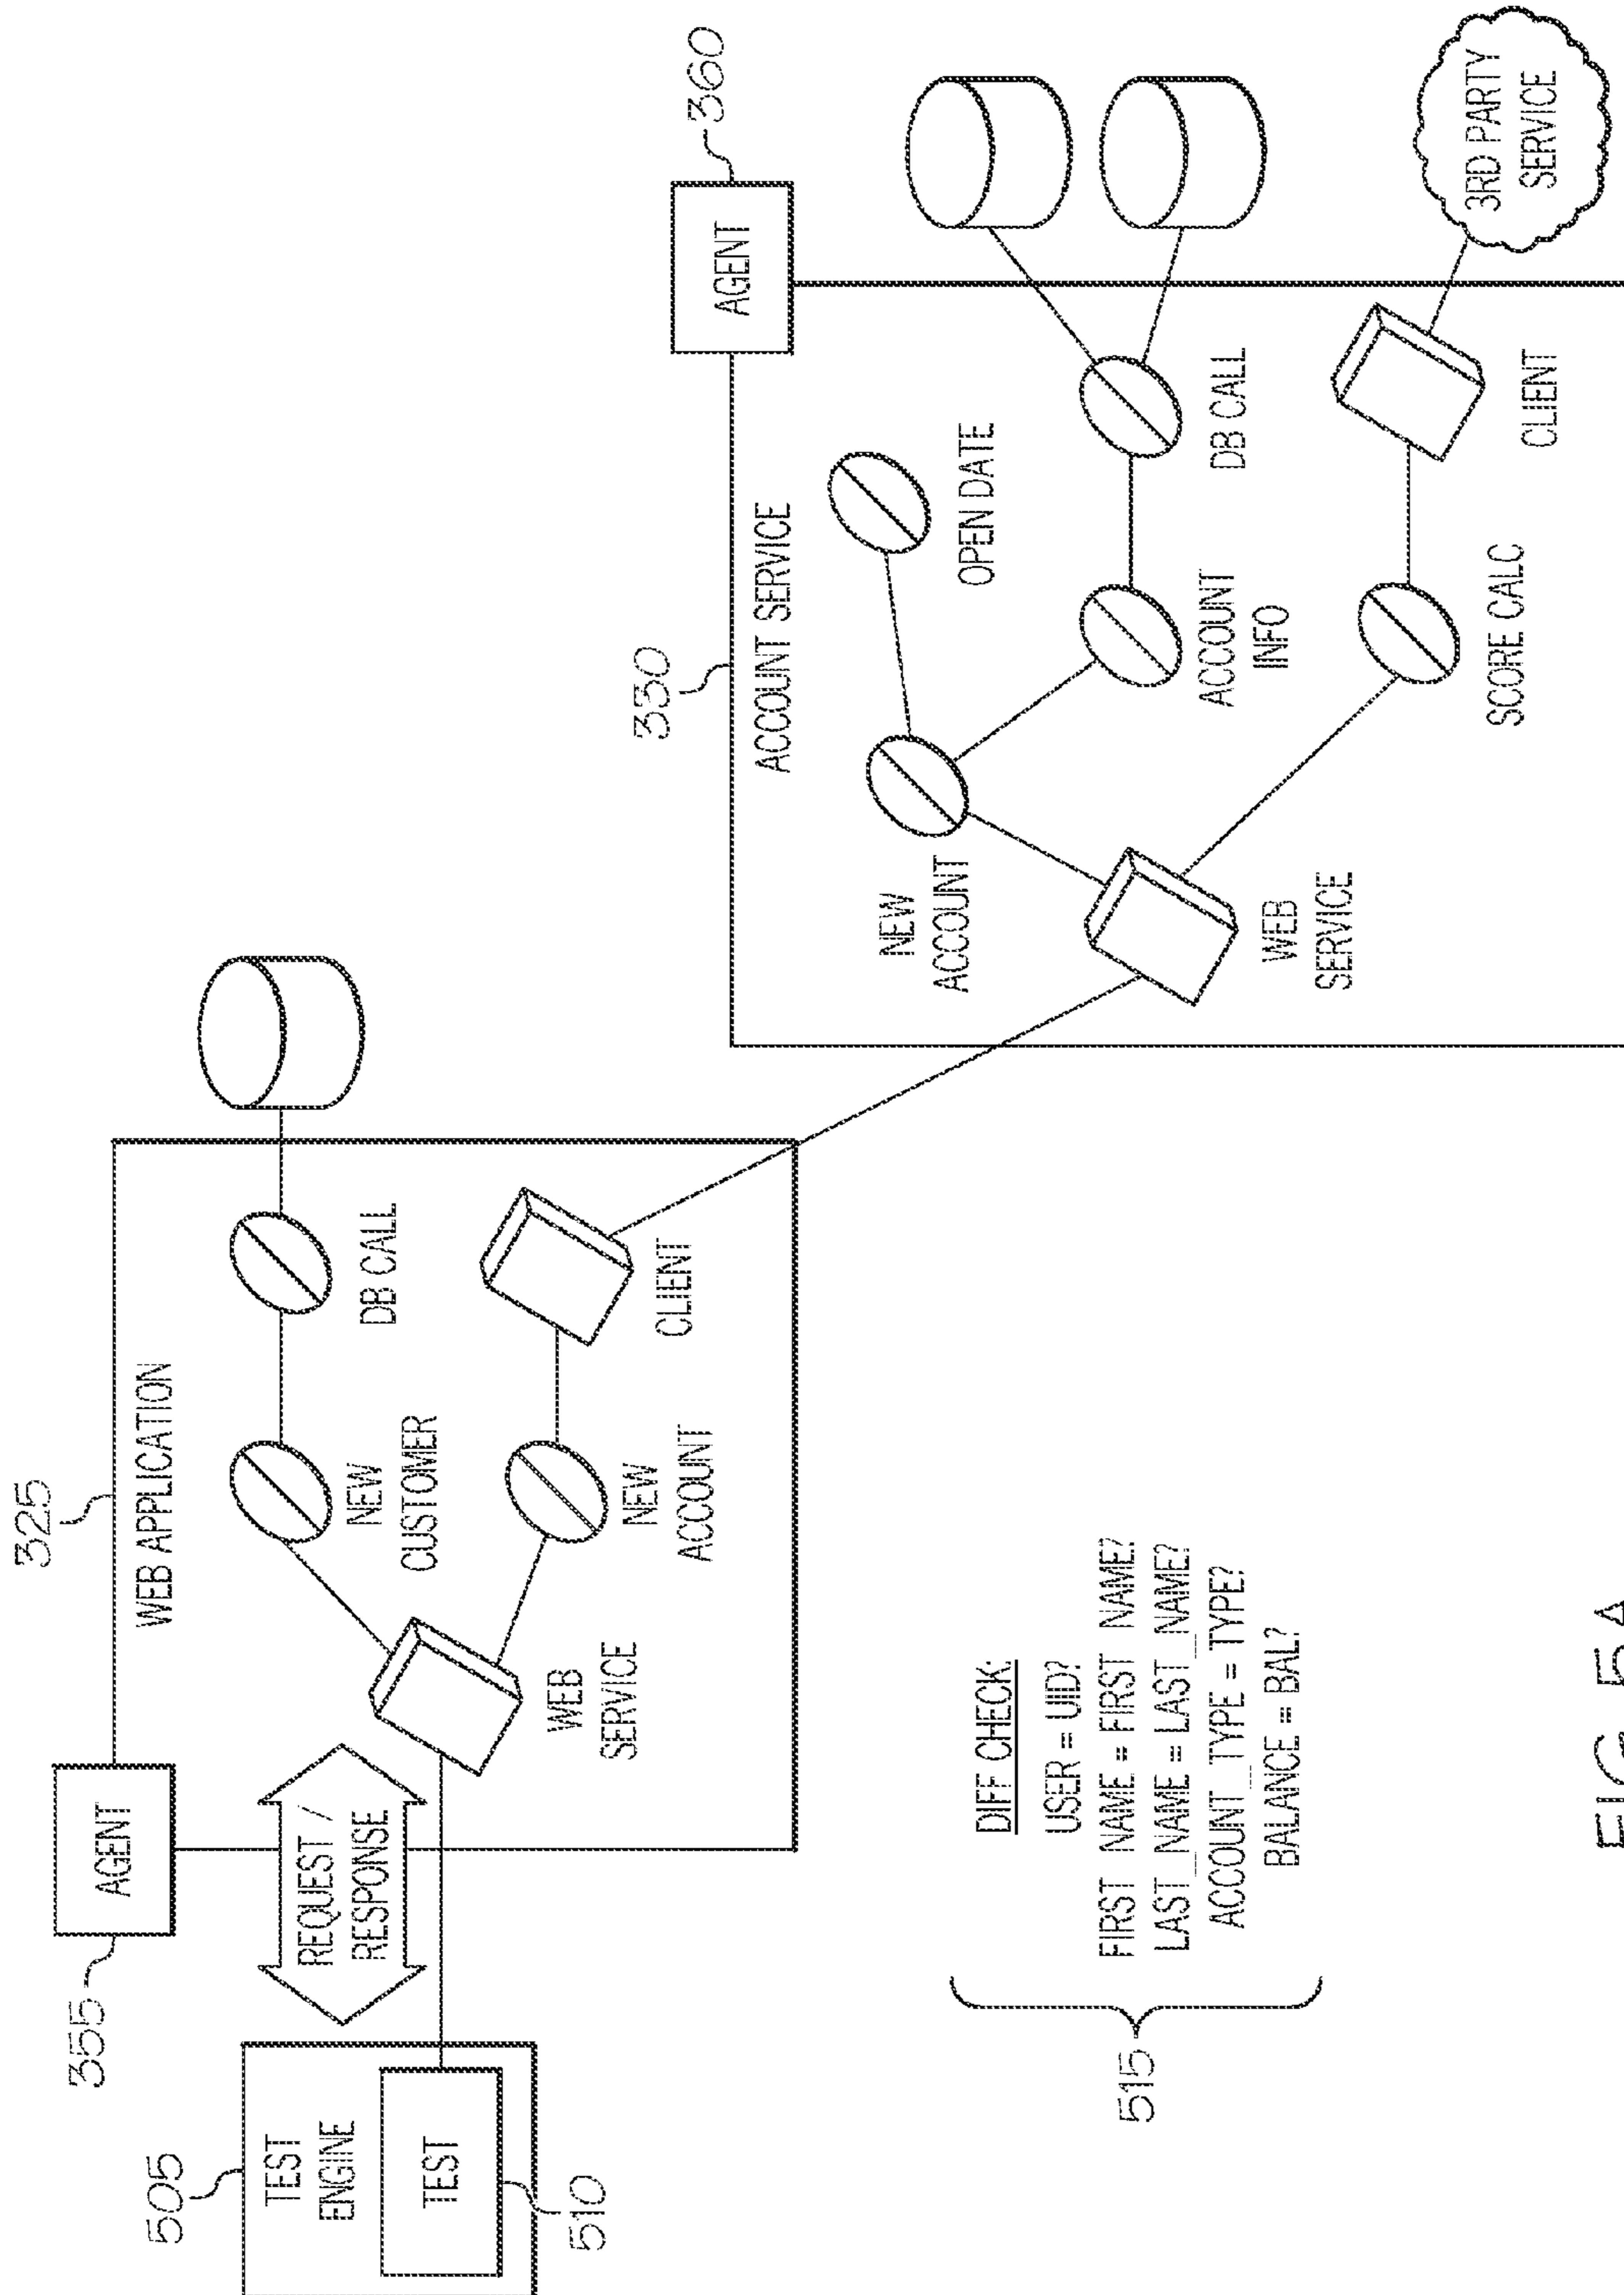 505
TEST
ENGINE
TEST
510
355
AGENT
REQUEST /
RESPONSE
325
WEB APPLICATION
WEB
SERVICE
NEW
CUSTOMER
NEW
ACCOUNT
DB CALL
CLIENT
330
ACCOUNT SERVICE
AGENT
360
NEW
ACCOUNT
WEB
SERVICE
OPEN DATE
ACCOUNT
INFO
SCORE CALC
DB CALL
CLIENT
3RD PARTY
SERVICE
515
DIFF CHECK:
USER = UID?
FIRST_NAME = FIRST_NAME?
LAST_NAME = LAST_NAME?
ACCOUNT_TYPE = TYPE?
BALANCE = BAL?
FIG. 5A